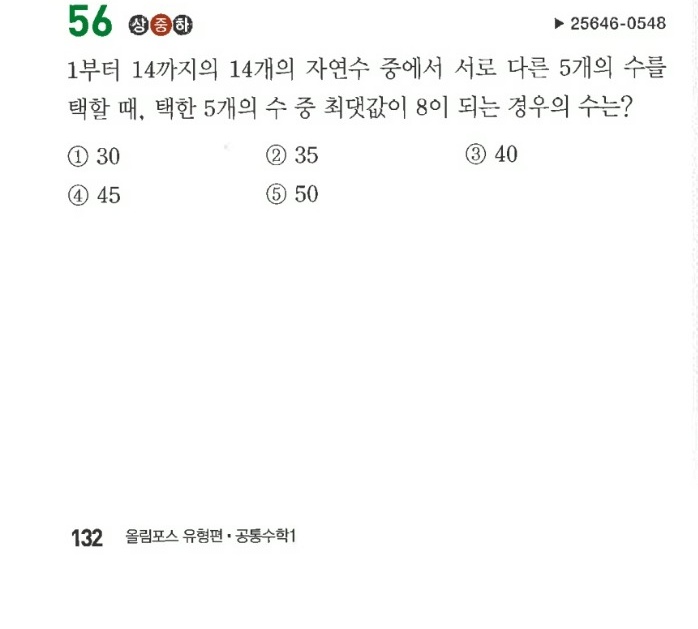 56 상중하 ▶ 25646-0548
1부터 14까지의 14개의 자연수 중에서 서로 다른 5개의 수를
택할 때, 택한 5개의 수 중 최댓값이 8이 되는 경우의 수는?
① 30 ② 35 ③ 40
④ 45 ⑤ 50
132 올림포스 유형편 · 공통수학1